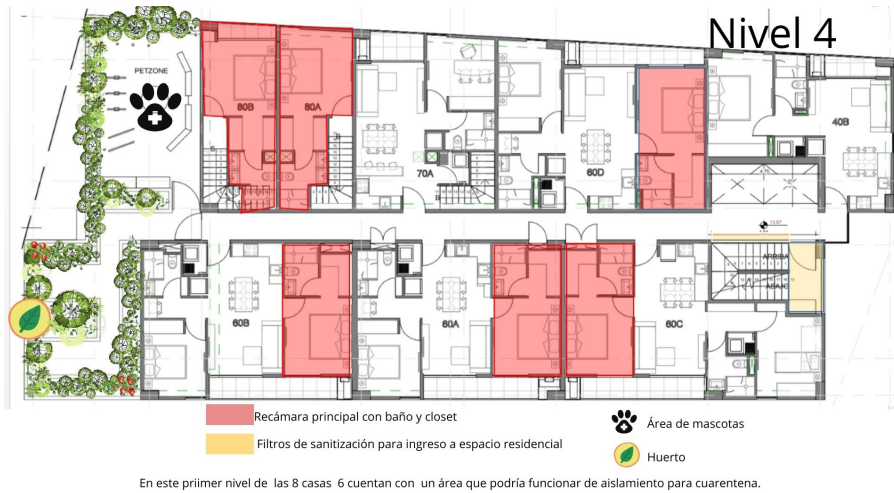 Nivel 4
PETZONE
80B
80A
70A
60D
40B
ARRIBA
ABAJO
60B
60A
60C
Recámara principal con baño y closet
Filtros de sanitización para ingreso a espacio residencial
Área de mascotas
Huerto
En este priimer nivel de las 8 casas 6 cuentan con un área que podría funcionar de aislamiento para cuarentena.